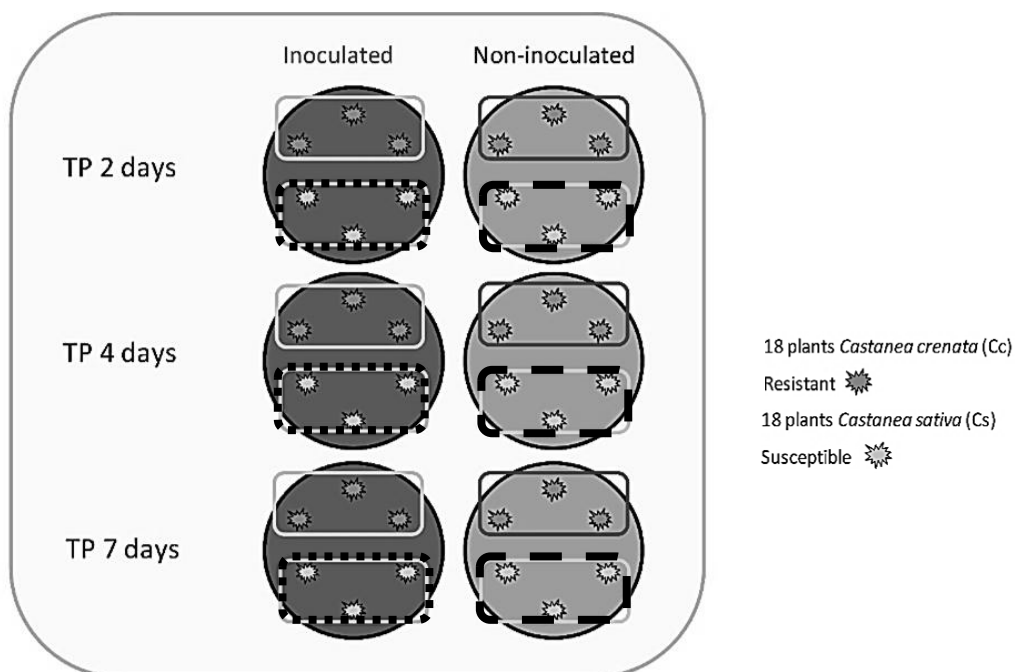 Inoculated Non-inoculated
TP 2 days
TP 4 days
TP 7 days
18 plants Castanea crenata (Cc)
Resistant
18 plants Castanea sativa (Cs)
Susceptible